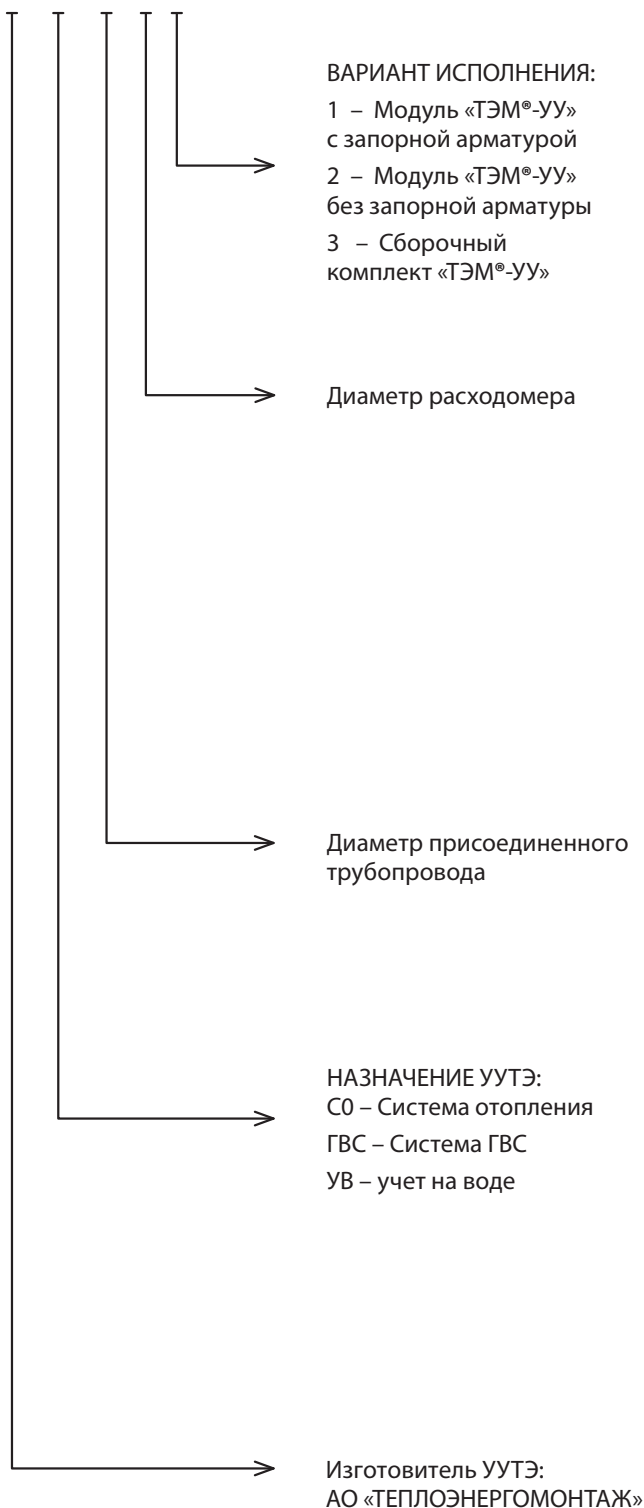 ВАРИАНТ ИСПОЛНЕНИЯ:
1 – Модуль «ТЭМ®-УУ»
с запорной арматурой
2 – Модуль «ТЭМ®-УУ»
без запорной арматуры
3 – Сборочный
комплект «ТЭМ®-УУ»
Диаметр расходомера
Диаметр присоединенного
трубопровода
НАЗНАЧЕНИЕ УУТЭ:
С0 – Система отопления
ГВС – Система ГВС
УВ – учет на воде
Изготовитель УУТЭ:
АО «ТЕПЛОЭНЕРГОМОНТАЖ»